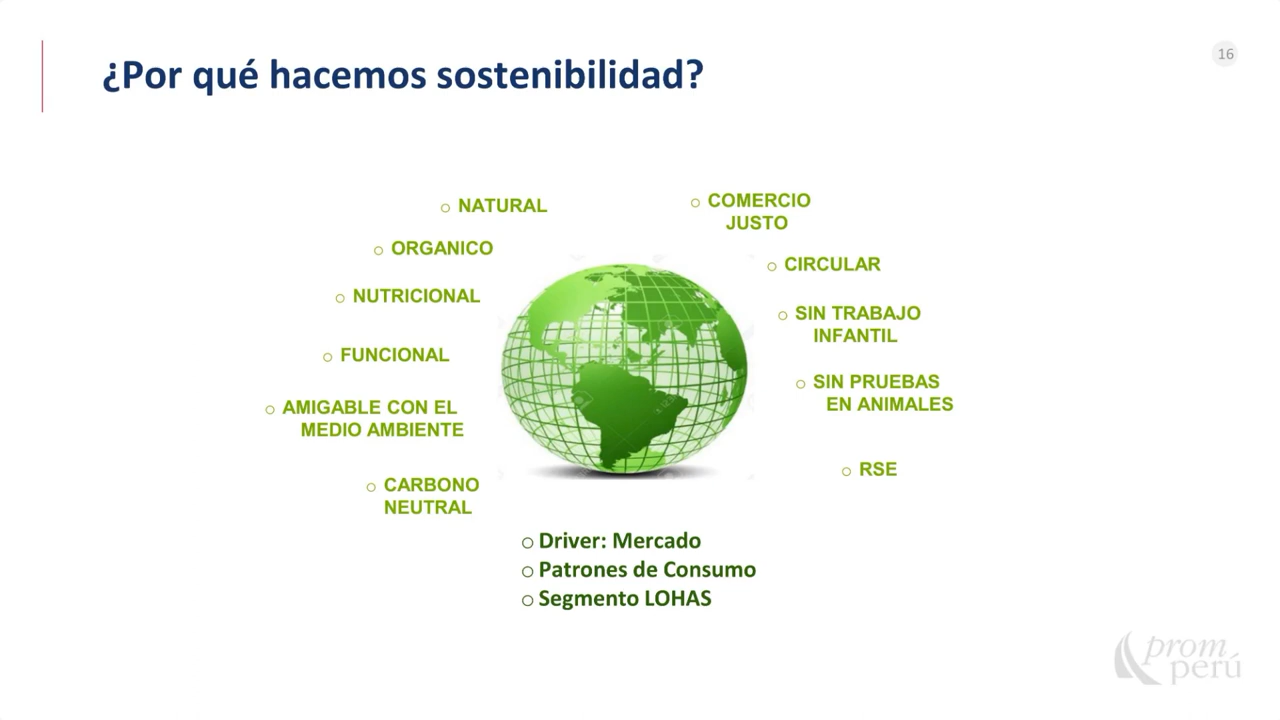 ¿Por qué hacemos sostenibilidad?
16
o NATURAL
o ORGANICO
o NUTRICIONAL
o FUNCIONAL
o AMIGABLE CON EL
MEDIO AMBIENTE
o CARBONO
NEUTRAL
o COMERCIO
JUSTO
o CIRCULAR
o SIN TRABAJO
INFANTIL
o SIN PRUEBAS
EN ANIMALES
o RSE
o Driver: Mercado
o Patrones de Consumo
o Segmento LOHAS
prom
perú